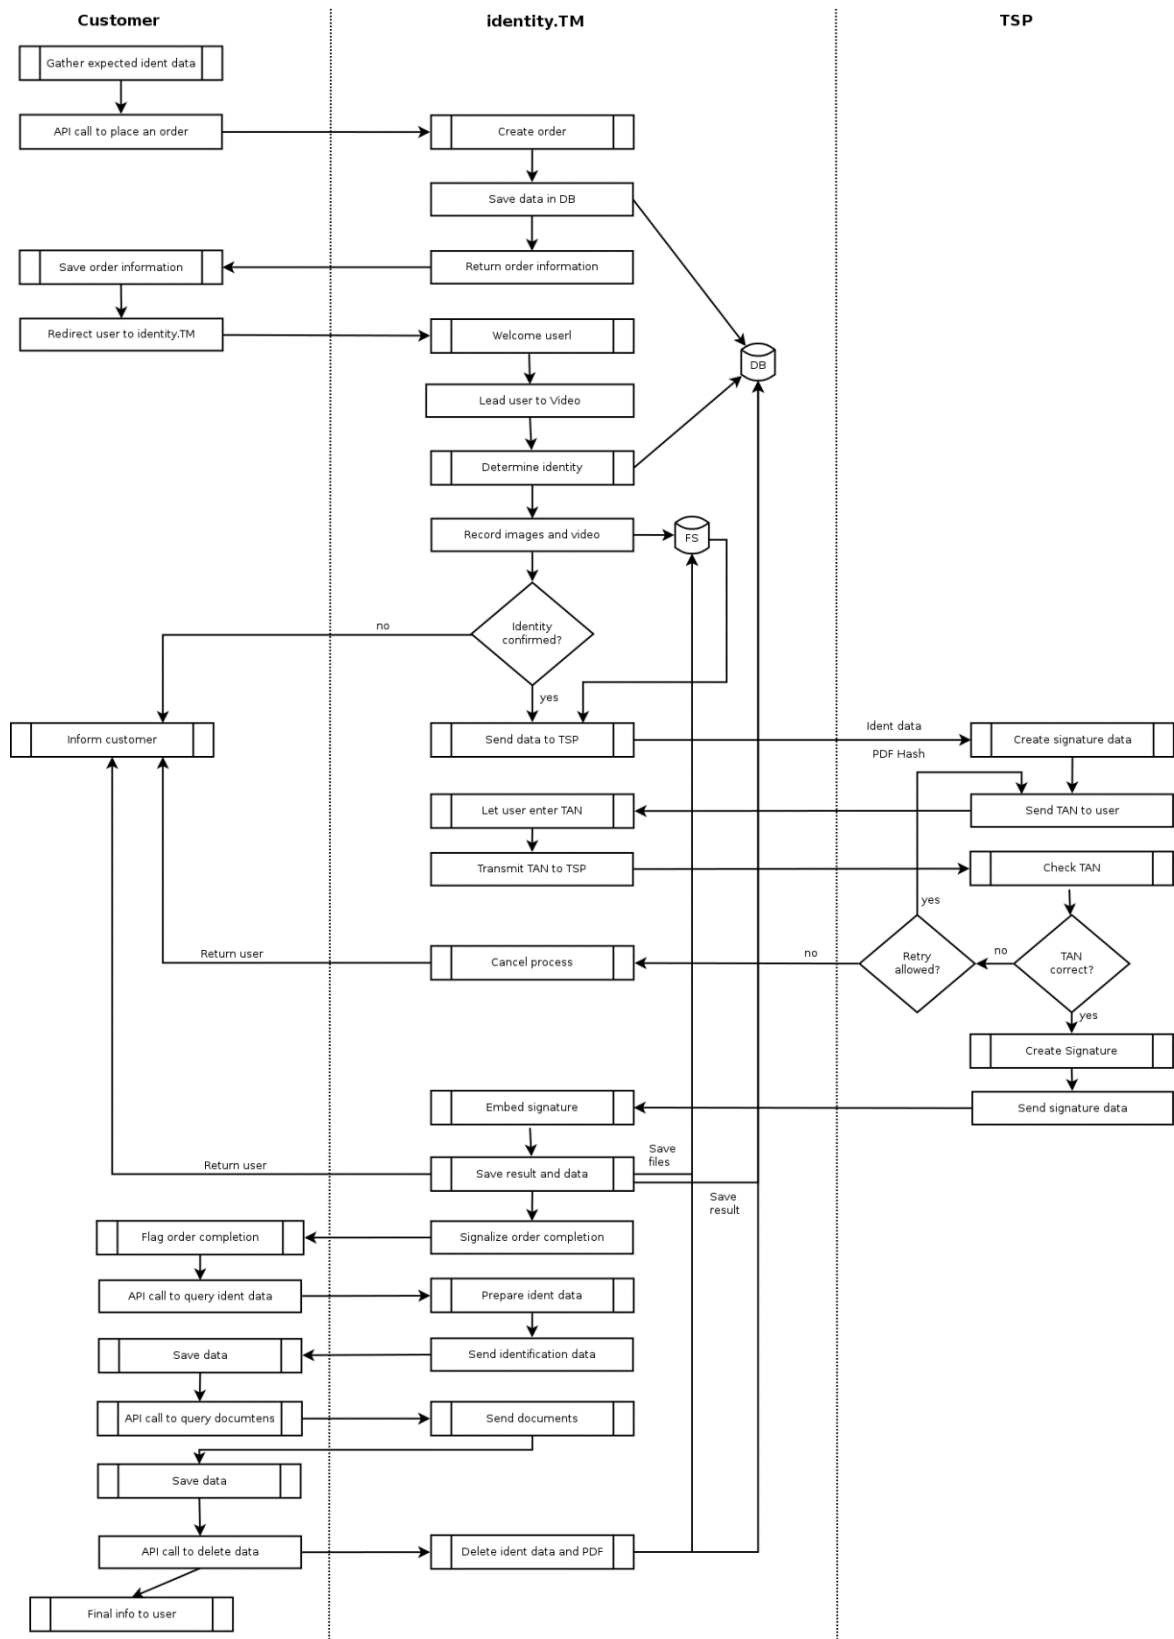 Customer
identity.TM
TSP
Gather expected ident data
API call to place an order
Create order
Save data in DB
Save order information
Return order information
Redirect user to identity.TM
Welcome userl
DB
Lead user to Video
Determine identity
Record images and video
FS
Identity
confirmed?
no
yes
Inform customer
Send data to TSP
Ident data
PDF Hash
Create signature data
Let user enter TAN
Send TAN to user
Transmit TAN to TSP
Check TAN
yes
Return user
Cancel process
no
Retry
allowed?
no
TAN
correct?
yes
Create Signature
Embed signature
Send signature data
Save
files
Return user
Save result and data
Save
result
Flag order completion
Signalize order completion
API call to query ident data
Prepare ident data
Save data
Send identification data
API call to query documtens
Send documents
Save data
API call to delete data
Delete ident data and PDF
Final info to user